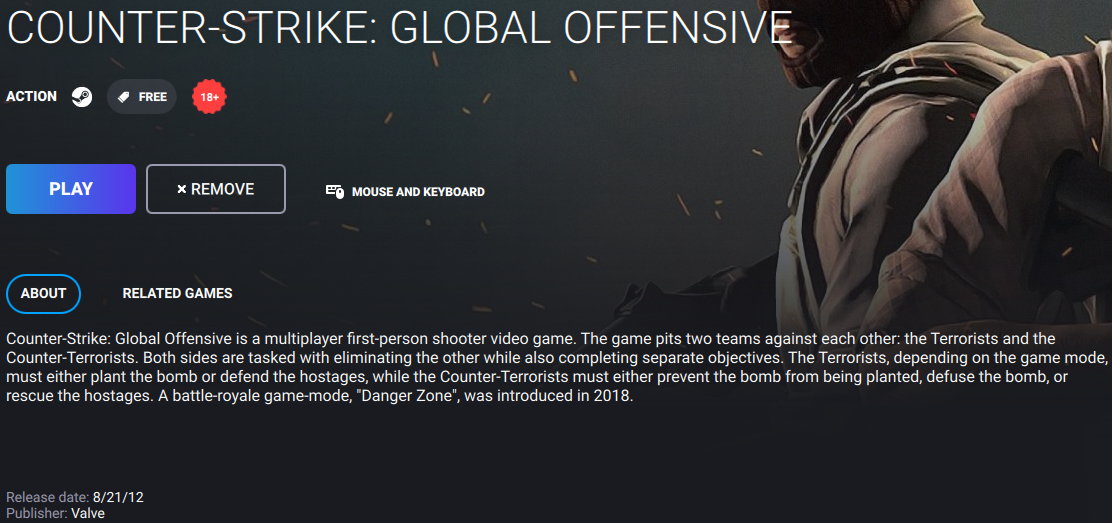 COUNTER-STRIKE: GLOBAL OFFENSIVE
ACTION FREE 18+
PLAY × REMOVE MOUSE AND KEYBOARD
ABOUT RELATED GAMES
Counter-Strike: Global Offensive is a multiplayer first-person shooter video game. The game pits two teams against each other: the Terrorists and the
Counter-Terrorists. Both sides are tasked with eliminating the other while also completing separate objectives. The Terrorists, depending on the game mode,
must either plant the bomb or defend the hostages, while the Counter-Terrorists must either prevent the bomb from being planted, defuse the bomb, or
rescue the hostages. A battle-royale game-mode, "Danger Zone", was introduced in 2018.
Release date: 8/21/12
Publisher: Valve